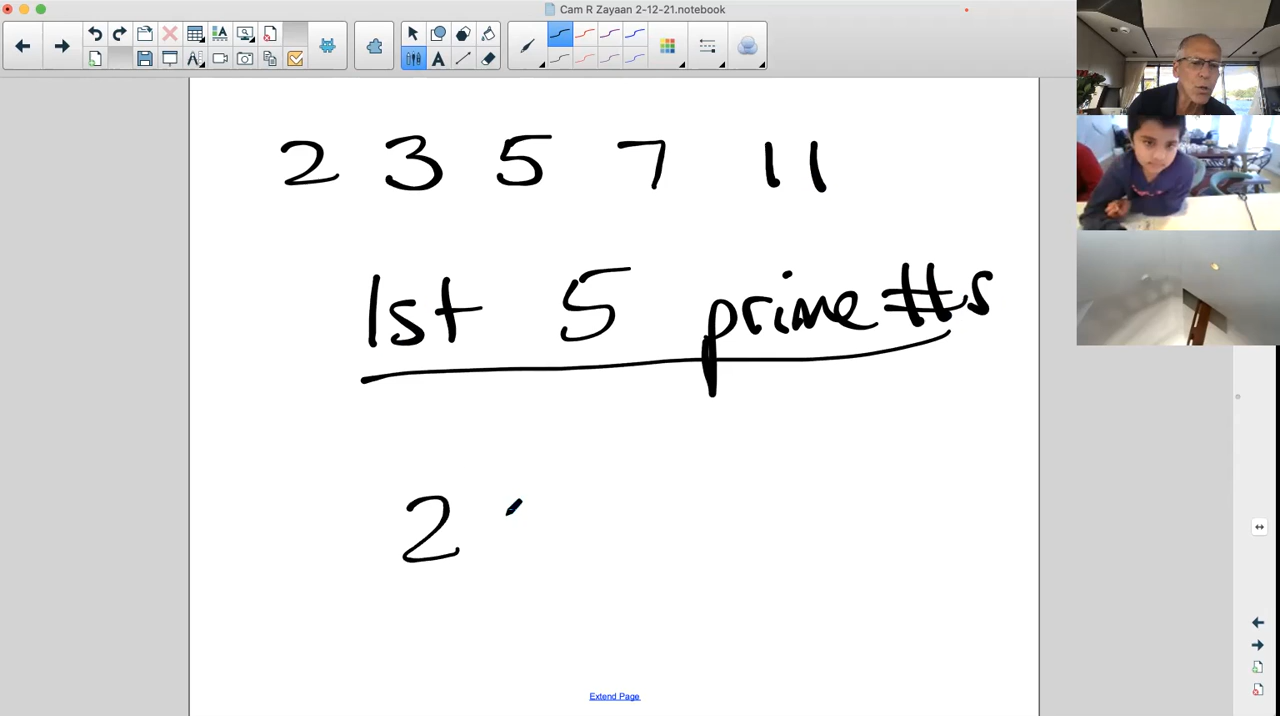 Cam R Zayaan 2-12-21.notebook
2 3 5 7 11
1st 5 prime #s
2
Extend Page